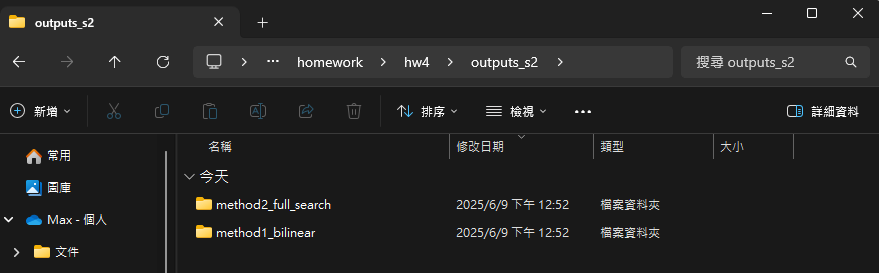 outputs_s2
homework hw4 outputs_s2 搜尋 outputs_s2
新增 排序 檢視 詳細資料
名稱 修改日期 類型 大小
常用 今天
圖庫 method2_full_search 2025/6/9 下午 12:52 檔案資料夾
Max - 個人 method1_bilinear 2025/6/9 下午 12:52 檔案資料夾
文件